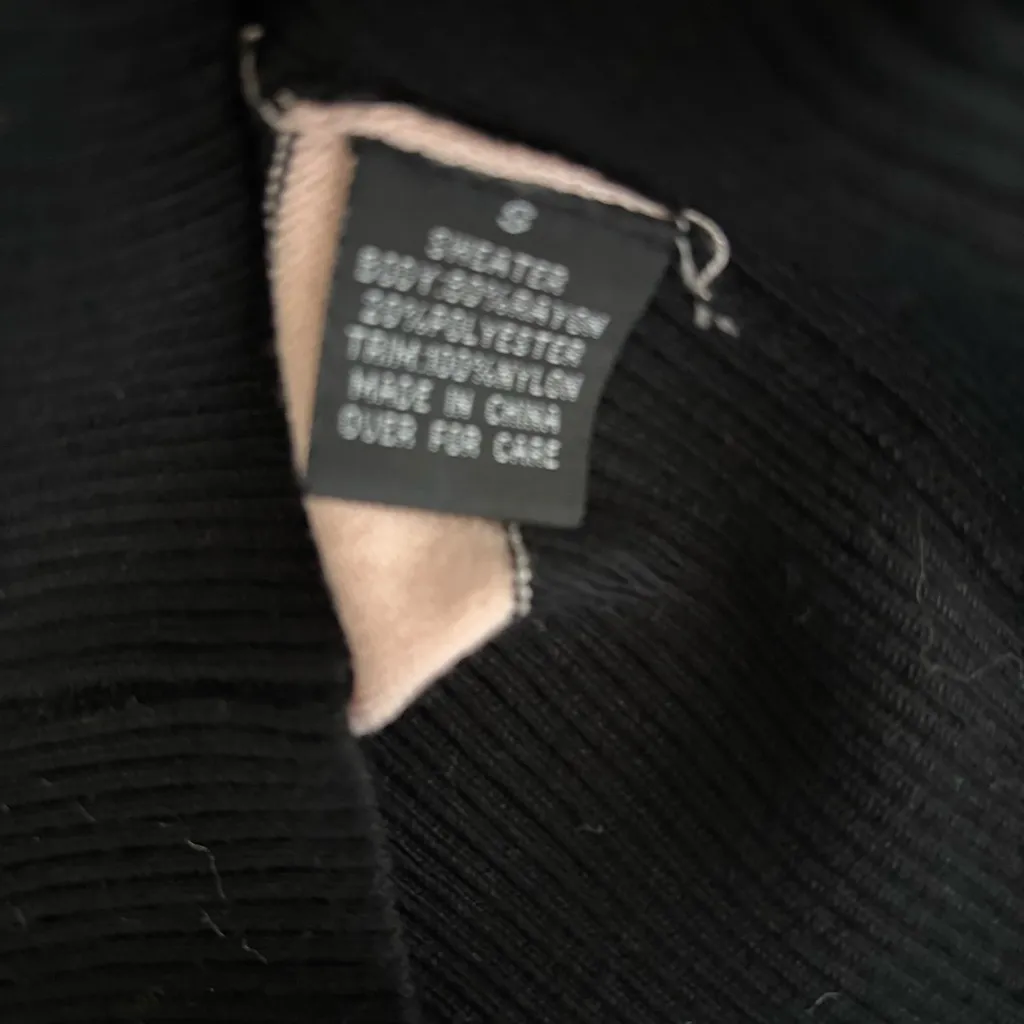 S
SWEATER
BODY:80%RAYON
20%POLYESTER
TRIM:100%NYLON
MADE IN CHINA
OVER FOR CARE